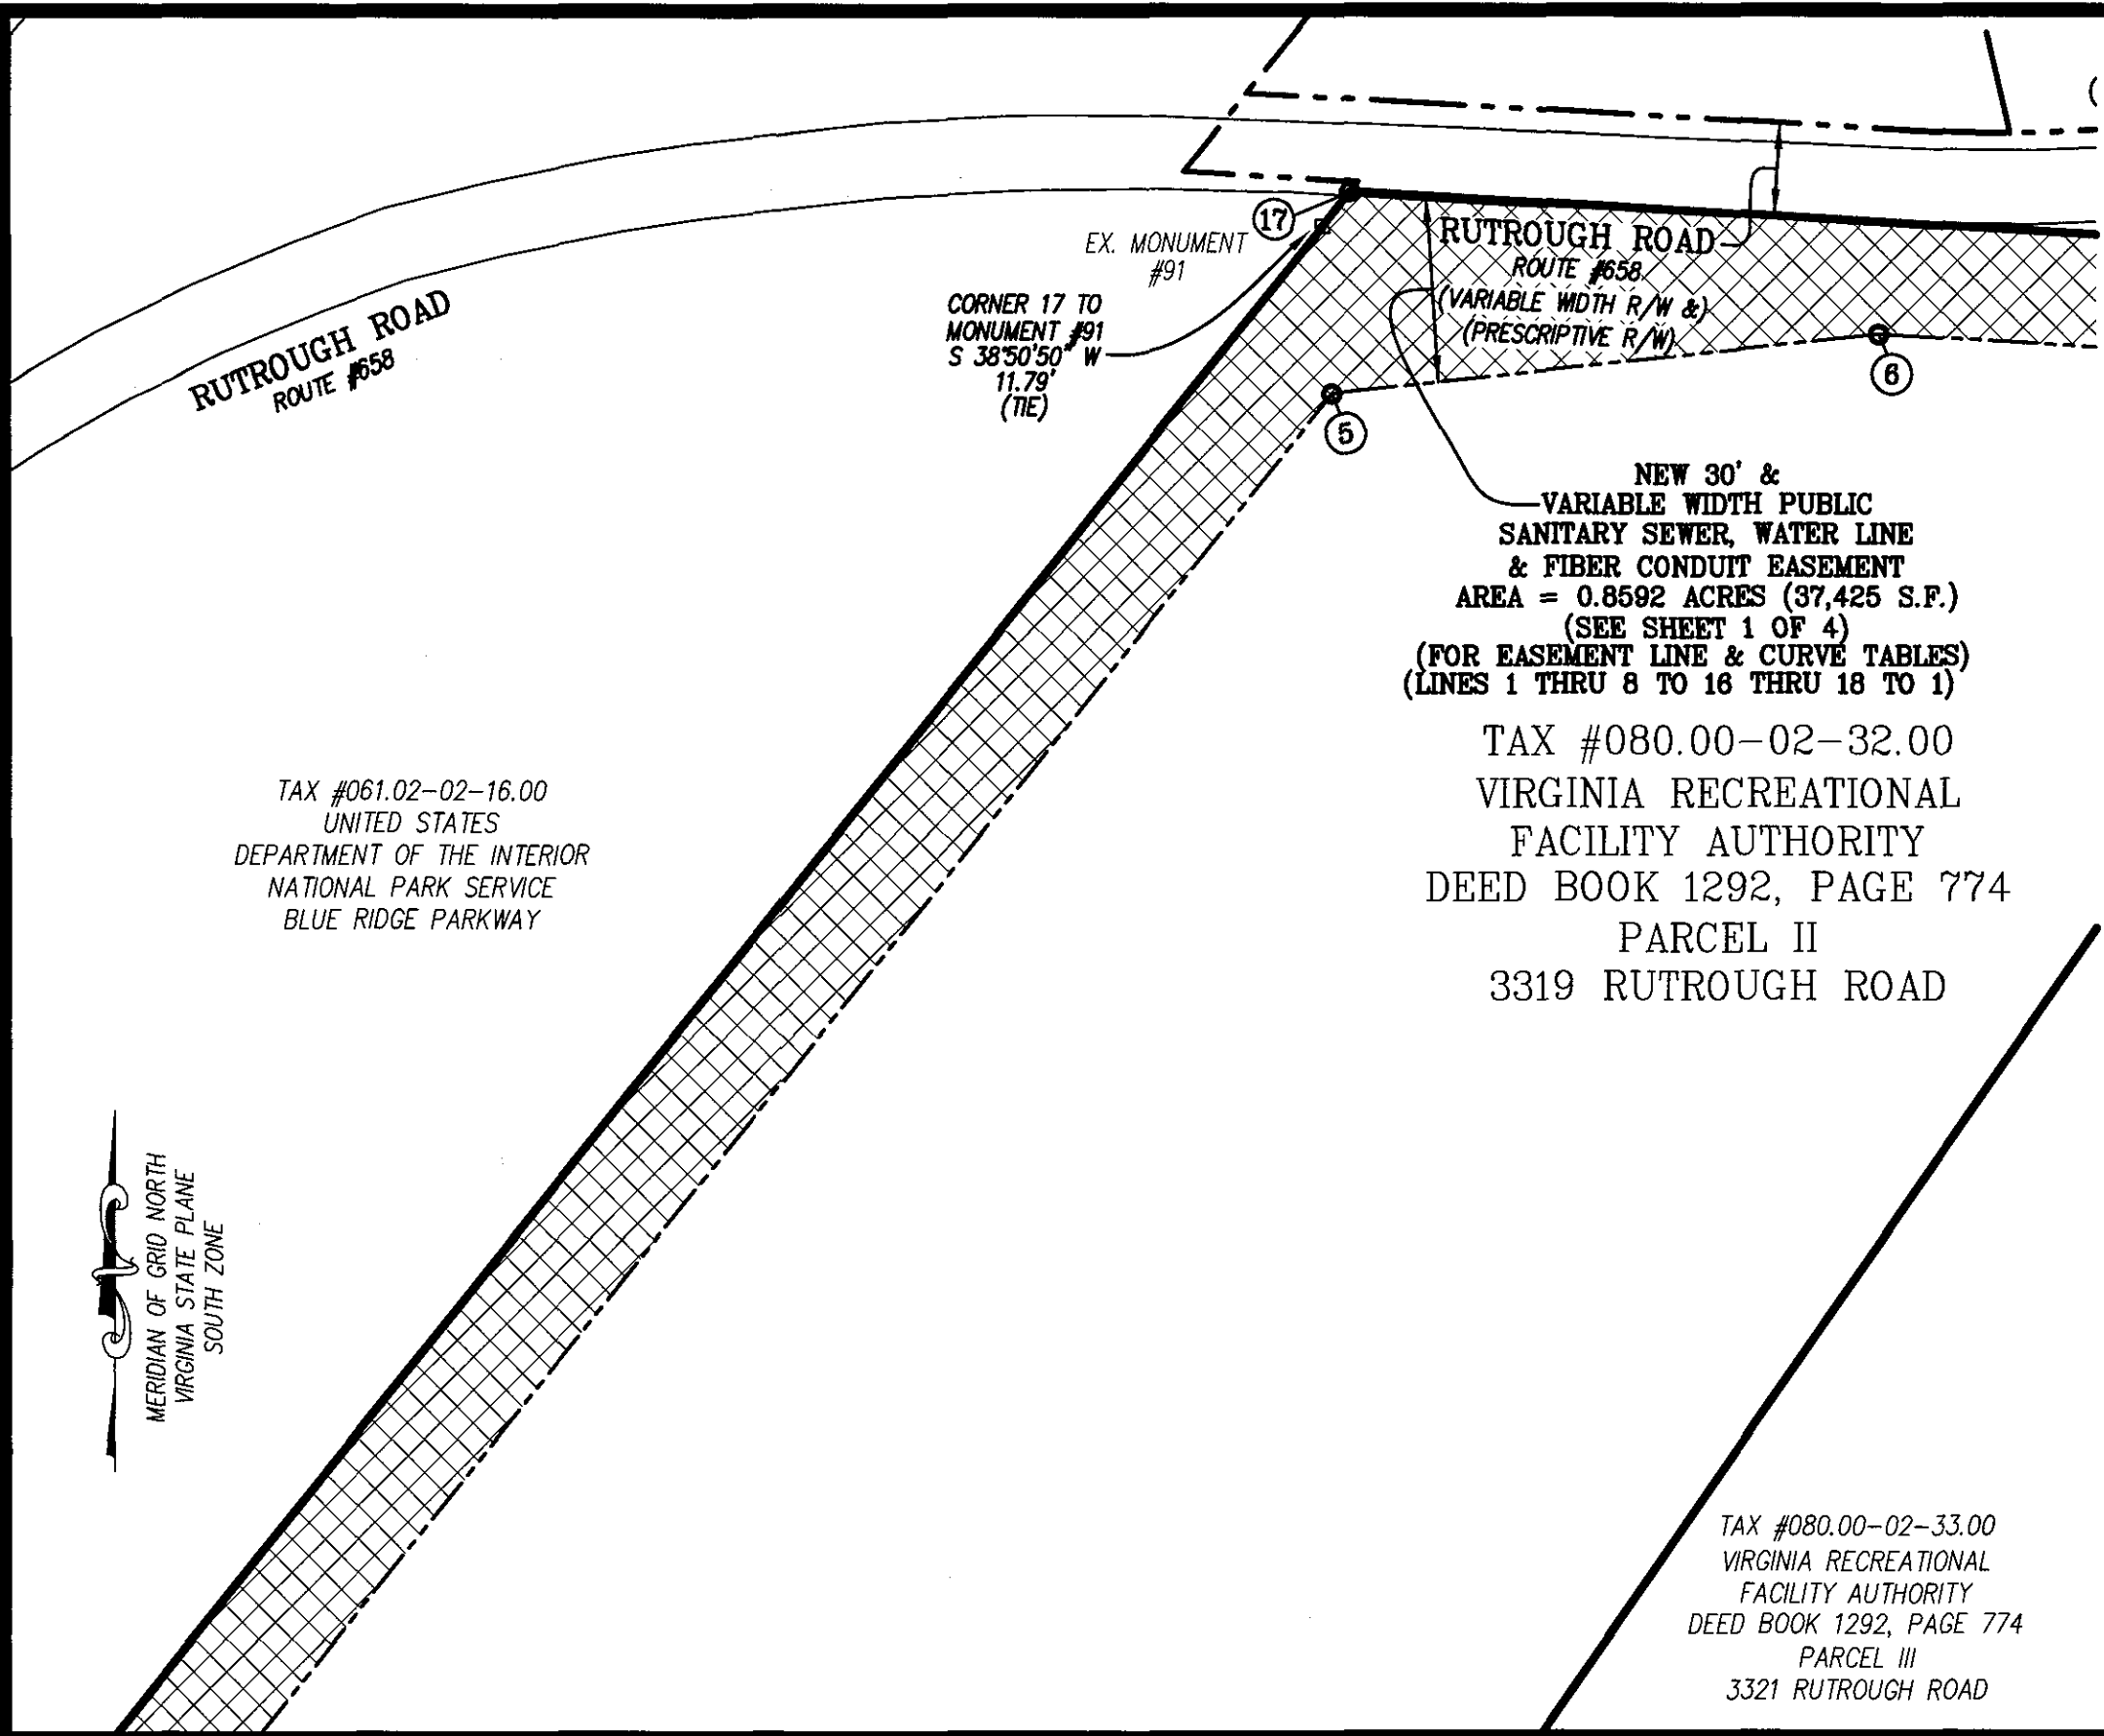 EX. MONUMENT
#91
17
CORNER 17 TO
MONUMENT #91
S 38°50'50" W
11.79'
(TIE)
RUTROUGH ROAD
ROUTE #658
(VARIABLE WIDTH R/W &)
(PRESCRIPTIVE R/W)
RUTROUGH ROAD
ROUTE #658
5
6
NEW 30' &
VARIABLE WIDTH PUBLIC
SANITARY SEWER, WATER LINE
& FIBER CONDUIT EASEMENT
AREA = 0.8592 ACRES (37,425 S.F.)
(SEE SHEET 1 OF 4)
(FOR EASEMENT LINE & CURVE TABLES)
(LINES 1 THRU 8 TO 16 THRU 18 TO 1)
TAX #080.00-02-32.00
VIRGINIA RECREATIONAL
FACILITY AUTHORITY
DEED BOOK 1292, PAGE 774
PARCEL II
3319 RUTROUGH ROAD
TAX #061.02-02-16.00
UNITED STATES
DEPARTMENT OF THE INTERIOR
NATIONAL PARK SERVICE
BLUE RIDGE PARKWAY
MERIDIAN OF GRID NORTH
VIRGINIA STATE PLANE
SOUTH ZONE
TAX #080.00-02-33.00
VIRGINIA RECREATIONAL
FACILITY AUTHORITY
DEED BOOK 1292, PAGE 774
PARCEL III
3321 RUTROUGH ROAD